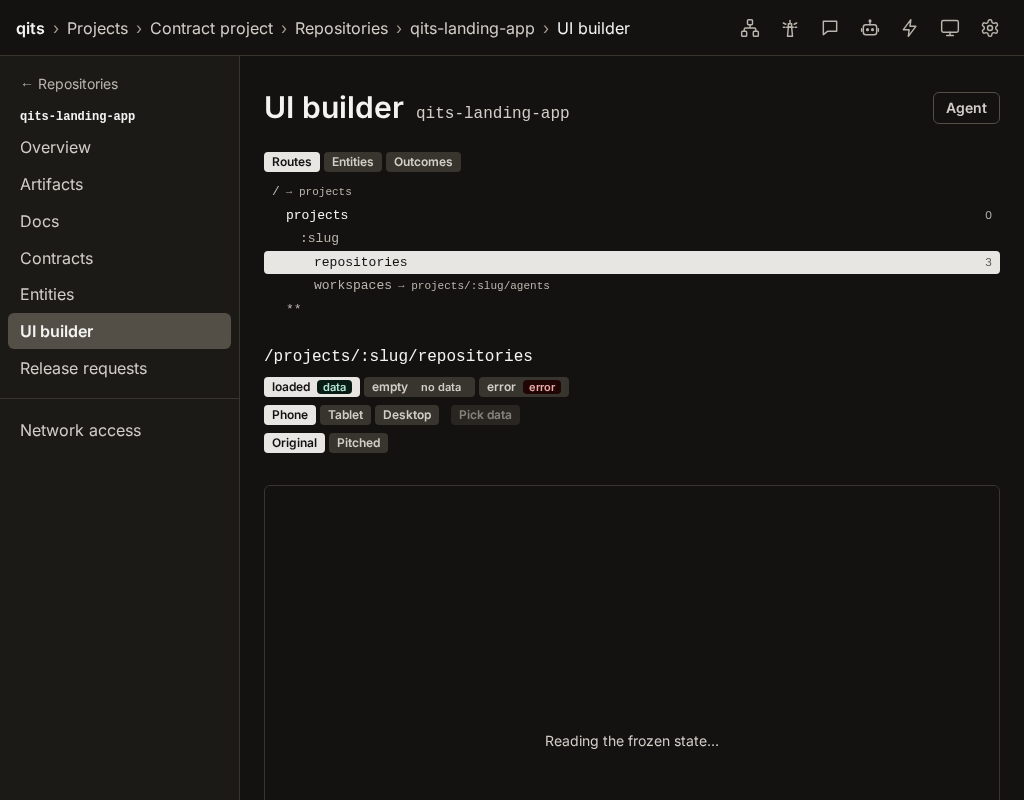 qits › Projects › Contract project › Repositories › qits-landing-app › UI builder
← Repositories
qits-landing-app
Overview
Artifacts
Docs
Contracts
Entities
UI builder
Release requests
Network access
UI builder qits-landing-app
Agent
Routes Entities Outcomes
/ → projects
projects 0
:slug
repositories 3
workspaces → projects/:slug/agents
**
/projects/:slug/repositories
loaded data empty no data error error
Phone Tablet Desktop Pick data
Original Pitched
Reading the frozen state…